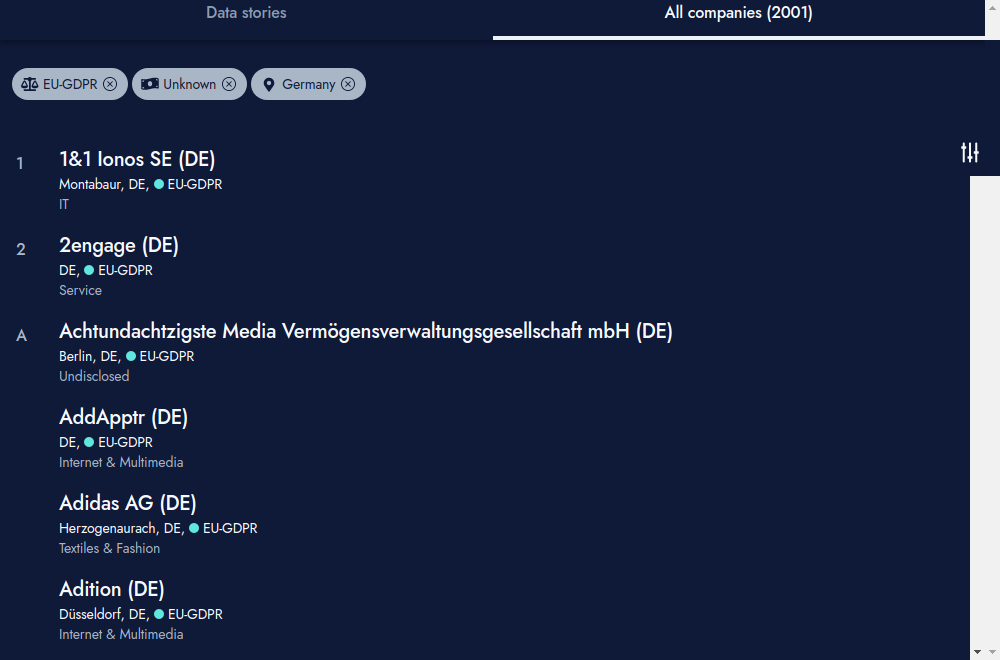 Data stories
All companies (2001)
EU-GDPR
Unknown
Germany
1
1&1 Ionos SE (DE)
Montabaur, DE, EU-GDPR
IT
2
2engage (DE)
DE, EU-GDPR
Service
A
Achtundachtzigste Media Vermögensverwaltungsgesellschaft mbH (DE)
Berlin, DE, EU-GDPR
Undisclosed
AddApptr (DE)
DE, EU-GDPR
Internet & Multimedia
Adidas AG (DE)
Herzogenaurach, DE, EU-GDPR
Textiles & Fashion
Adition (DE)
Düsseldorf, DE, EU-GDPR
Internet & Multimedia